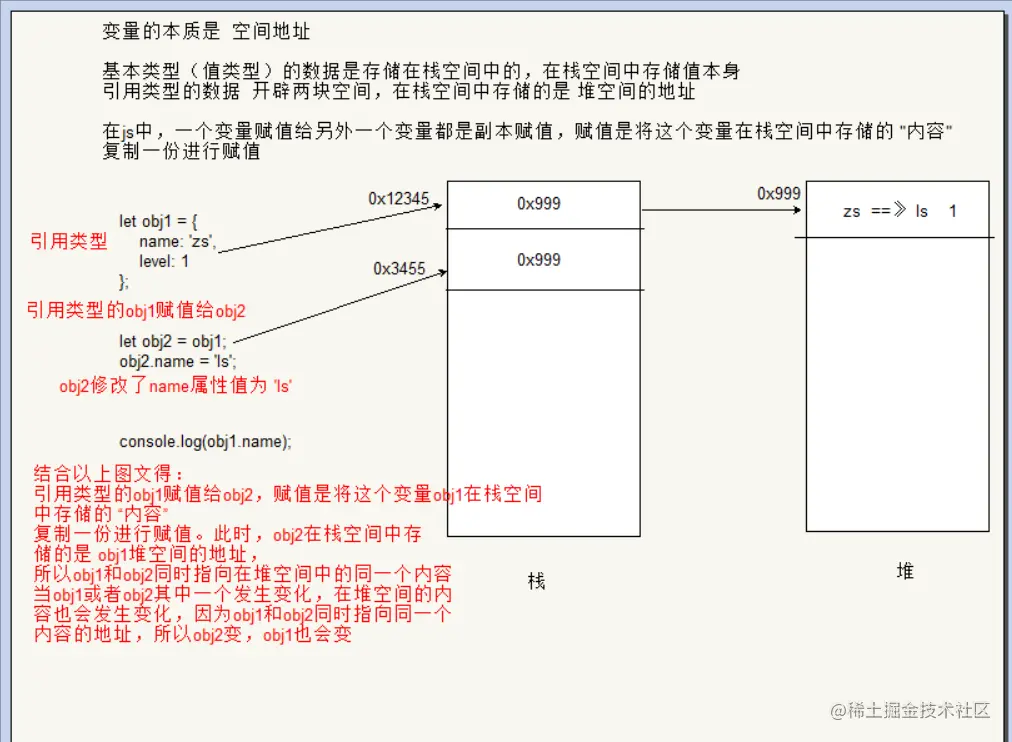 变量的本质是 空间地址
基本类型（值类型）的数据是存储在栈空间中的，在栈空间中存储值本身
引用类型的数据 开辟两块空间，在栈空间中存储的是 堆空间的地址
在js中，一个变量赋值给另外一个变量都是副本赋值，赋值是将这个变量在栈空间中存储的 "内容"
复制一份进行赋值
0x12345
0x999
0x999
zs ==》 ls 1
let obj1 = {
引用类型
name: 'zs',
level: 1
};
0x3455
0x999
引用类型的obj1赋值给obj2
let obj2 = obj1;
obj2.name = 'ls';
obj2修改了name属性值为 'ls'
console.log(obj1.name);
结合以上图文得：
引用类型的obj1赋值给obj2，赋值是将这个变量obj1在栈空间
中存储的 “内容”
复制一份进行赋值。此时，obj2在栈空间中存
储的是 obj1堆空间的地址，
所以obj1和obj2同时指向在堆空间中的同一个内容
当obj1或者obj2其中一个发生变化，在堆空间的内
容也会发生变化，因为obj1和obj2同时指向同一个
内容的地址，所以obj2变，obj1也会变
栈
堆
@稀土掘金技术社区